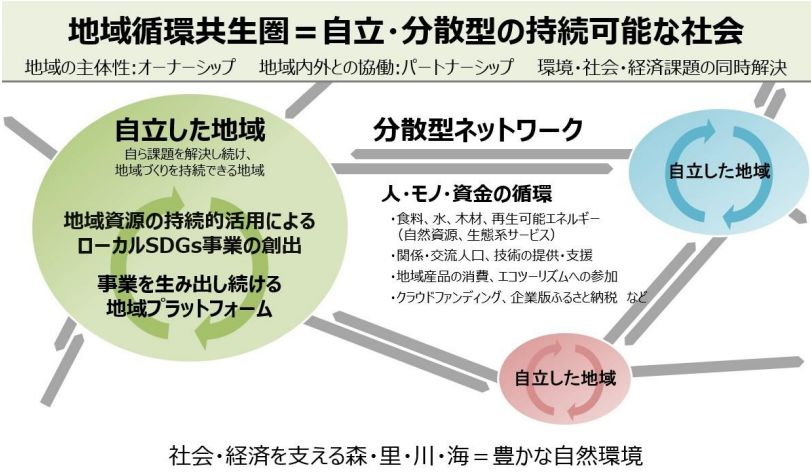 地域循環共生圏＝自立・分散型の持続可能な社会
地域の主体性:オーナーシップ　地域内外との協働:パートナーシップ　環境・社会・経済課題の同時解決
自立した地域
自ら課題を解決し続け、
地域づくりを持続できる地域
地域資源の持続的活用による
ローカルSDGs事業の創出
事業を生み出し続ける
地域プラットフォーム
分散型ネットワーク
人・モノ・資金の循環
・食料、水、木材、再生可能エネルギー
（自然資源、生態系サービス）
・関係・交流人口、技術の提供・支援
・地域産品の消費、エコツーリズムへの参加
・クラウドファンディング、企業版ふるさと納税　など
自立した地域
自立した地域
社会・経済を支える森・里・川・海＝豊かな自然環境